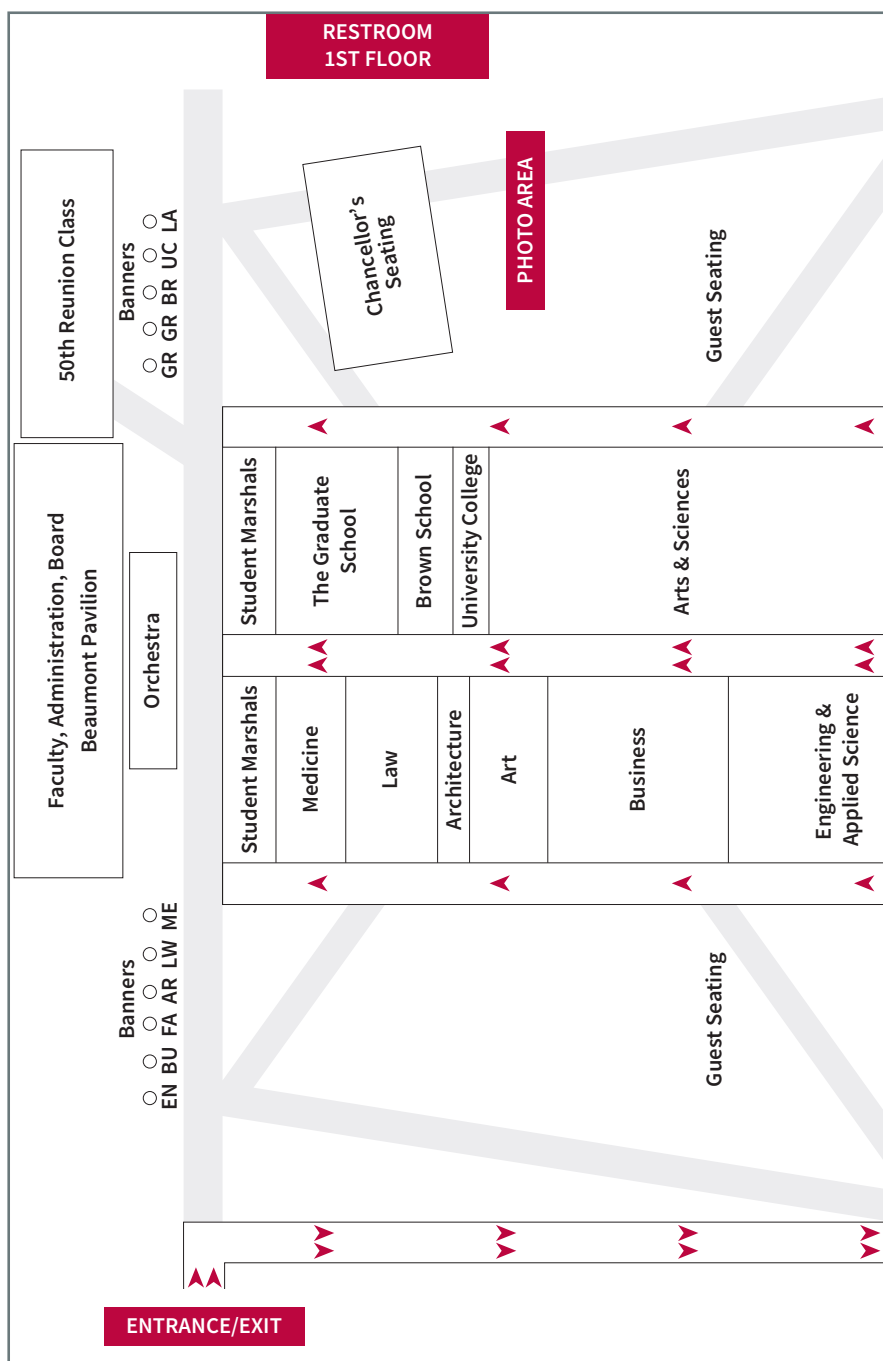 RESTROOM
1ST FLOOR
50th Reunion Class
Banners
GR GR BR UC LA
Chancellor's
Seating
PHOTO AREA
Guest Seating
Faculty, Administration, Board
Beaumont Pavilion
Orchestra
Student Marshals
The Graduate
School
Brown School
University College
Arts & Sciences
Student Marshals
Medicine
Law
Architecture
Art
Business
Engineering &
Applied Science
Banners
EN BU FA AR LW ME
Guest Seating
ENTRANCE/EXIT